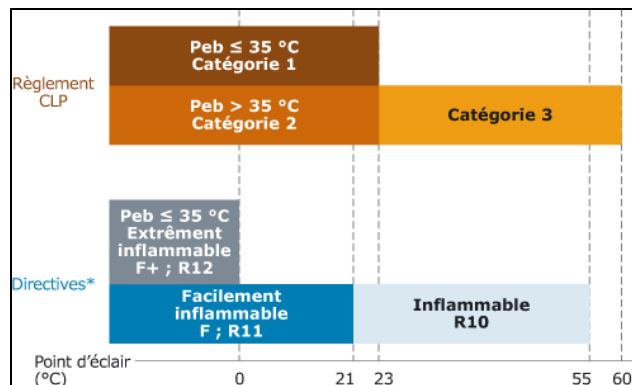 Peb ≤ 35 °C
Catégorie 1
Règlement
CLP
Peb > 35 °C
Catégorie 2
Catégorie 3
Peb ≤ 35 °C
Extrêment
inflammable
F+ ; R12
Directives*
Facilement
inflammable
F ; R11
Inflammable
R10
Point d'éclair
(°C)
0
21
23
55
60